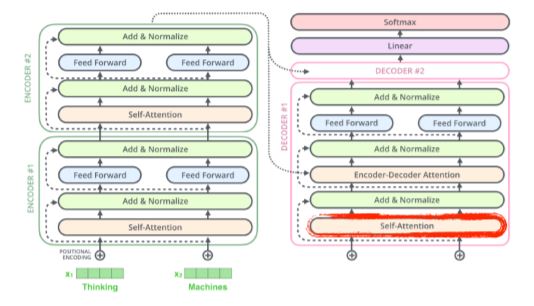 ENCODER #2
Add & Normalize
Feed Forward
Feed Forward
Add & Normalize
Self-Attention
ENCODER #1
Add & Normalize
Feed Forward
Feed Forward
Add & Normalize
Self-Attention
POSITIONAL
ENCODING
x₁
x₂
Thinking
Machines
Softmax
Linear
DECODER #2
DECODER #1
Add & Normalize
Feed Forward
Feed Forward
Add & Normalize
Encoder-Decoder Attention
Add & Normalize
Self-Attention